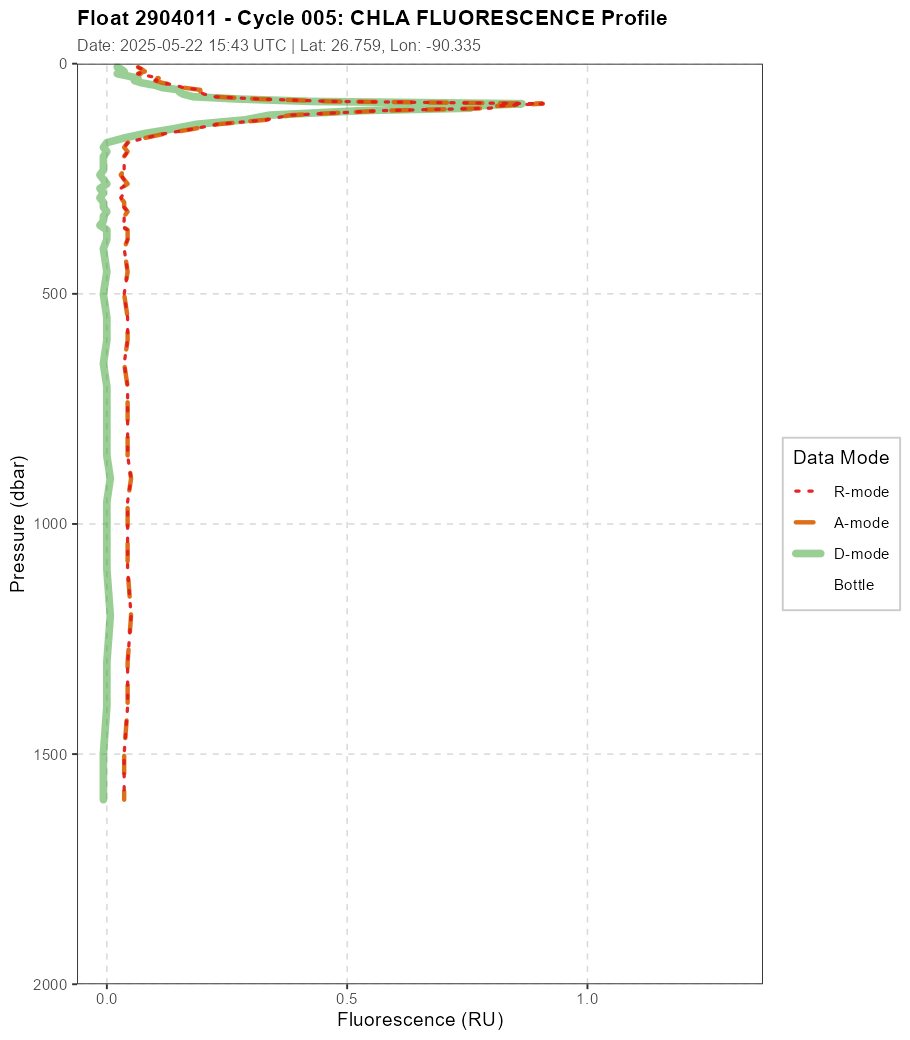 Float 2904011 - Cycle 005: CHLA FLUORESCENCE Profile
Date: 2025-05-22 15:43 UTC | Lat: 26.759, Lon: -90.335
0
500
1000
1500
2000
Pressure (dbar)
0.0
0.5
1.0
Fluorescence (RU)
Data Mode
R-mode
A-mode
D-mode
Bottle